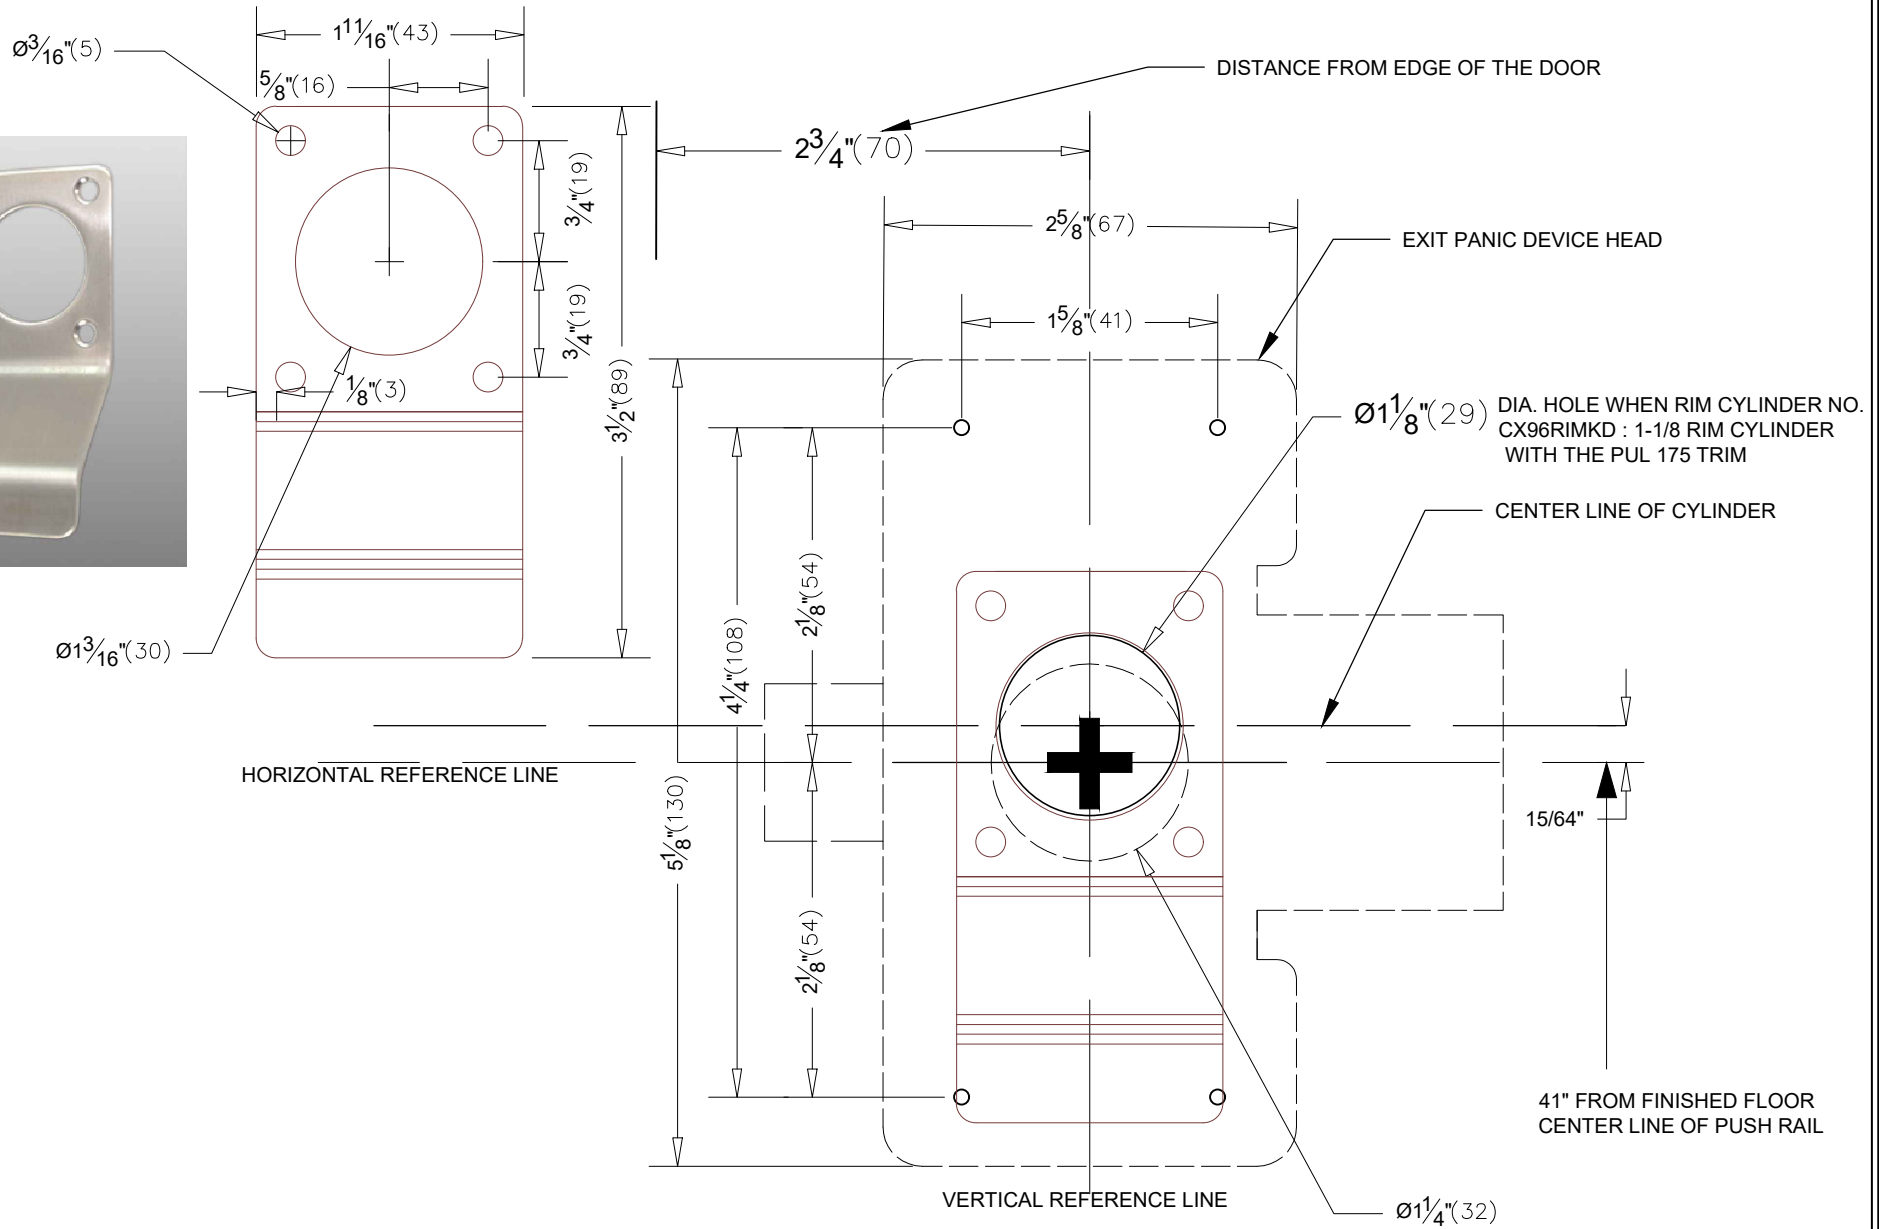 1 11/16"(43)
Ø3/16"(5)
5/8"(16)
DISTANCE FROM EDGE OF THE DOOR
2 3/4"(70)
3/4"(19)
2 5/8"(67)
EXIT PANIC DEVICE HEAD
3/4"(19)
1 5/8"(41)
1/8"(3)
3 1/2"(89)
Ø1 1/8"(29) DIA. HOLE WHEN RIM CYLINDER NO.
CX96RIMKD : 1-1/8 RIM CYLINDER
WITH THE PUL 175 TRIM
CENTER LINE OF CYLINDER
2 1/8"(54)
4 1/4"(108)
Ø1 3/16"(30)
HORIZONTAL REFERENCE LINE
5 1/8"(130)
15/64"
2 1/8"(54)
41" FROM FINISHED FLOOR
CENTER LINE OF PUSH RAIL
VERTICAL REFERENCE LINE
Ø1 1/4"(32)